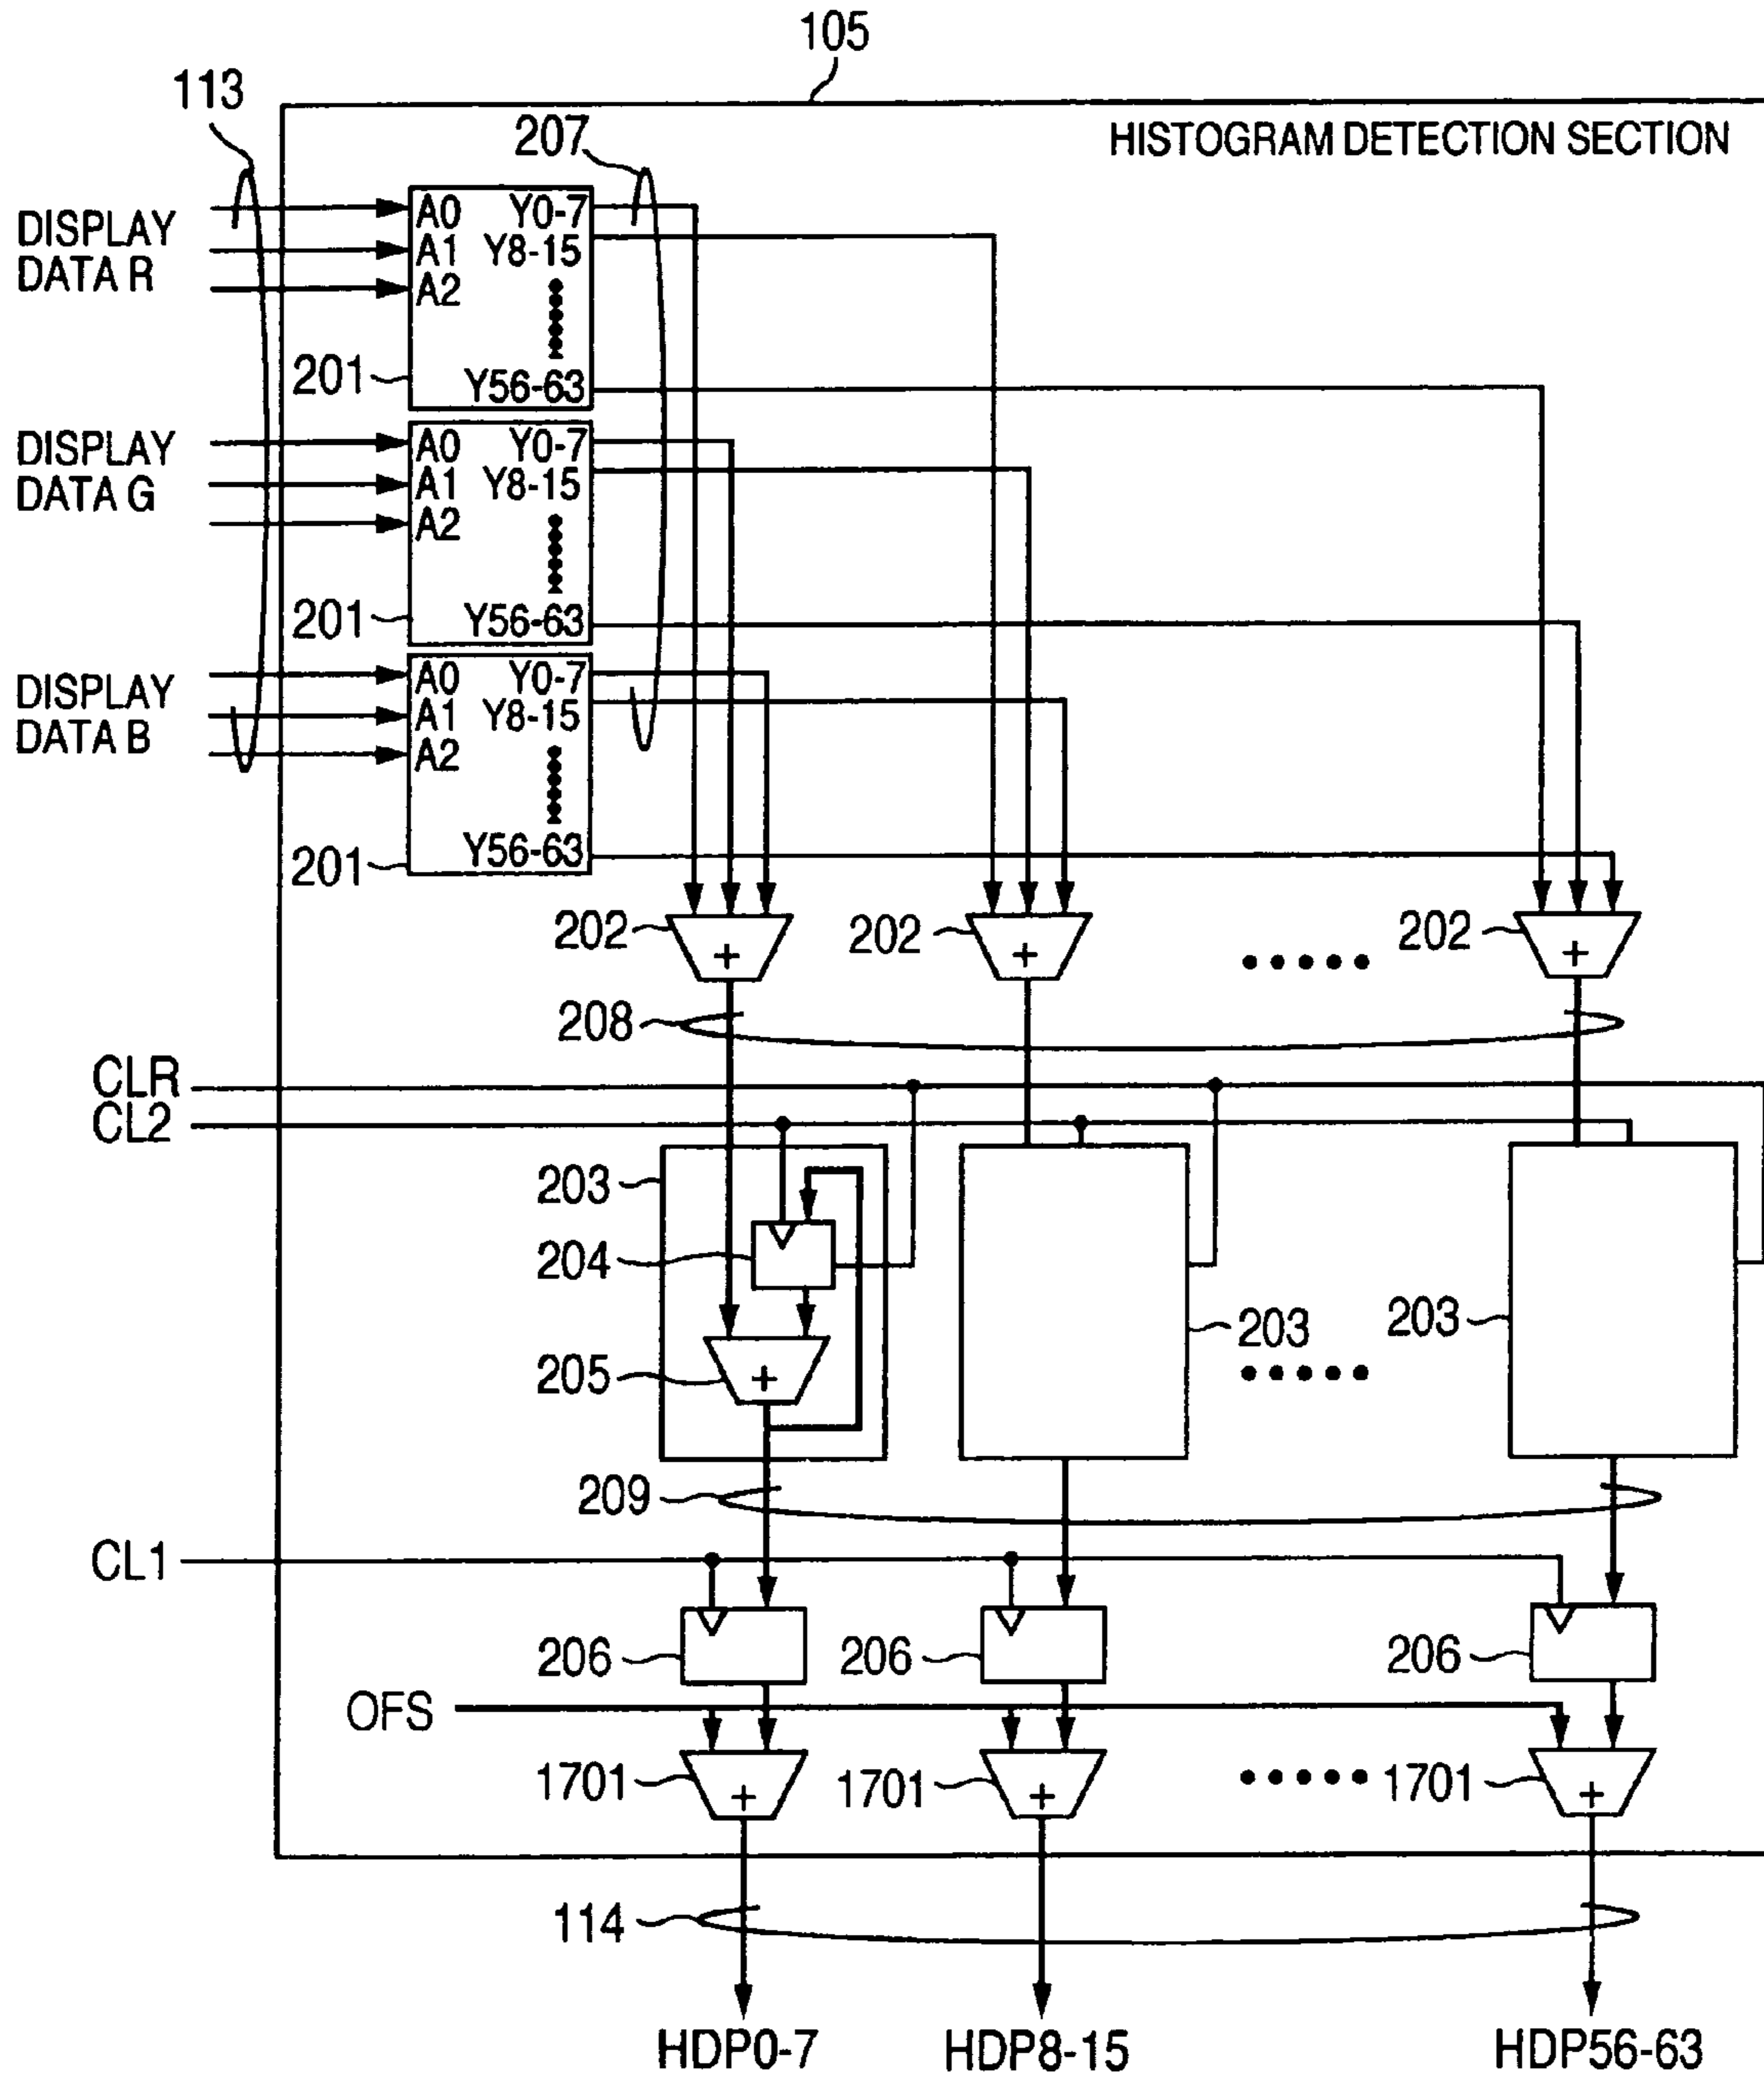 105
113
HISTOGRAM DETECTION SECTION
207
DISPLAY
DATA R
A0 Y0-7
A1 Y8-15
A2
201
Y56-63
DISPLAY
DATA G
A0 Y0-7
A1 Y8-15
A2
201
Y56-63
DISPLAY
DATA B
A0 Y0-7
A1 Y8-15
A2
201
Y56-63
202 202 202
+ + +
208
CLR
CL2
203
204
203 203
205
+
209
CL1
206 206 206
OFS
1701 1701 1701
+ + +
114
HDP0-7 HDP8-15 HDP56-63